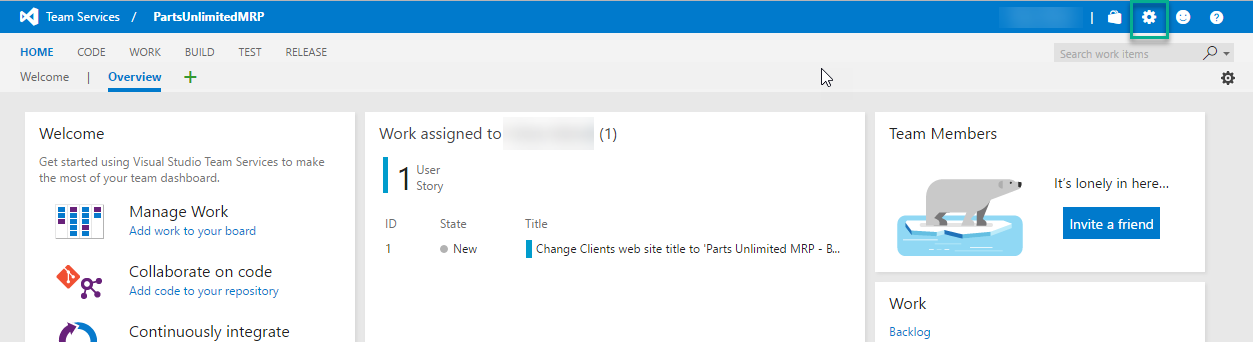 Team Services / PartsUnlimitedMRP |
HOME CODE WORK BUILD TEST RELEASE
Search work items
Welcome | Overview +
Welcome
Get started using Visual Studio Team Services to make
the most of your team dashboard.
Manage Work
Add work to your board
Collaborate on code
Add code to your repository
Continuously integrate
Work assigned to (1)
1 User
Story
ID State Title
1 New Change Clients web site title to 'Parts Unlimited MRP - B...
Team Members
It's lonely in here...
Invite a friend
Work
Backlog